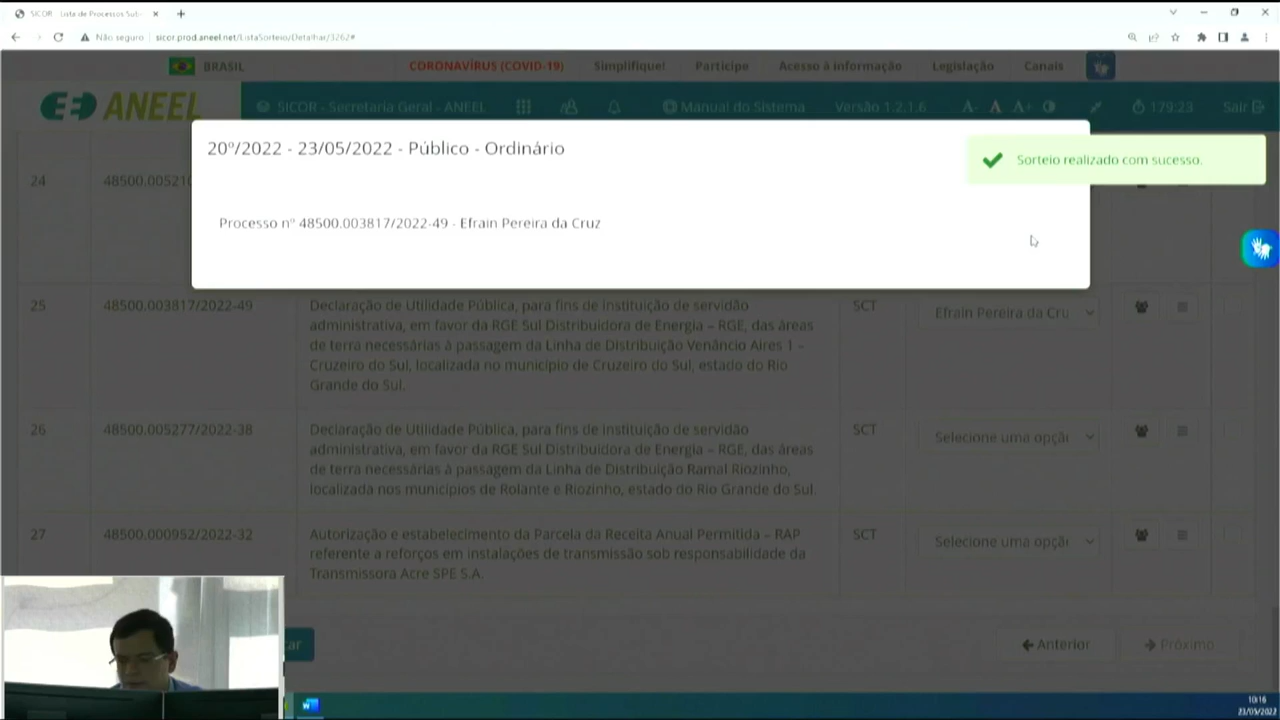 SICOR - Lista de Processos Sub
Não seguro
sicor.prod.aneel.net/ListaSorteio/Detalhar/3262#
BRASIL
CORONAVÍRUS (COVID-19)
Simplifique!
Participe
Acesso à informação
Legislação
Canais
ANEEL
SICOR - Secretaria Geral - ANEEL
Manual do Sistema
Versão 1.2.1.6
A-
A
A+
179:23
Sair
20º/2022 - 23/05/2022 - Público - Ordinário
Sorteio realizado com sucesso.
24
48500.00521
Processo nº 48500.003817/2022-49 - Efrain Pereira da Cruz
25
48500.003817/2022-49
Declaração de Utilidade Pública, para fins de instituição de servidão
administrativa, em favor da RGE Sul Distribuidora de Energia – RGE, das áreas
de terra necessárias à passagem da Linha de Distribuição Venâncio Aires 1 –
Cruzeiro do Sul, localizada no município de Cruzeiro do Sul, estado do Rio
Grande do Sul.
SCT
Efrain Pereira da Cru
26
48500.005277/2022-38
Declaração de Utilidade Pública, para fins de instituição de servidão
administrativa, em favor da RGE Sul Distribuidora de Energia – RGE, das áreas
de terra necessárias à passagem da Linha de Distribuição Ramal Riozinho,
localizada nos municípios de Rolante e Riozinho, estado do Rio Grande do Sul.
SCT
Selecione uma opçã
27
48500.000952/2022-32
Autorização e estabelecimento da Parcela da Receita Anual Permitida – RAP
referente a reforços em instalações de transmissão sob responsabilidade da
Transmissora Acre SPE S.A.
SCT
Selecione uma opçã
ar
Anterior
Próximo
10:16
23/05/2022